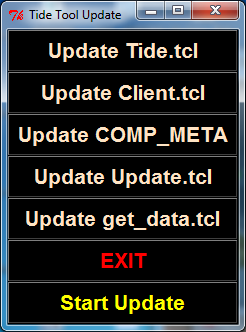 Tide Tool Update
Update Tide.tcl
Update Client.tcl
Update COMP_META
Update Update.tcl
Update get_data.tcl
EXIT
Start Update